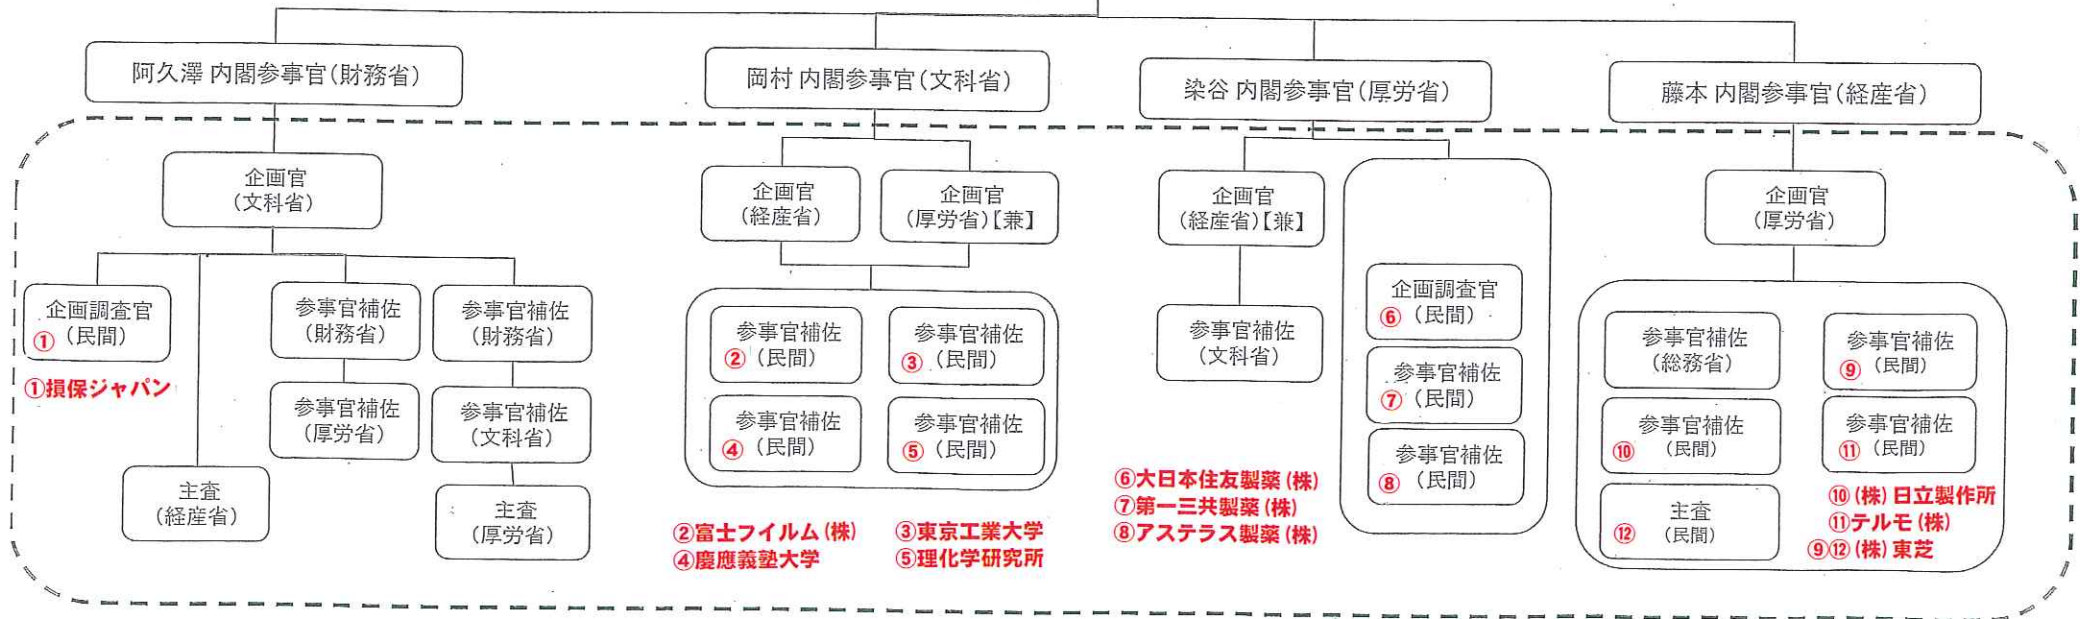 阿久澤 内閣参事官(財務省)
岡村 内閣参事官(文科省)
染谷 内閣参事官(厚労省)
藤本 内閣参事官(経産省)
企画官
(文科省)
企画調査官
①(民間)
①損保ジャパン
主査
(経産省)
参事官補佐
(財務省)
参事官補佐
(厚労省)
参事官補佐
(財務省)
参事官補佐
(文科省)
主査
(厚労省)
企画官
(経産省)
企画官
(厚労省)【兼】
参事官補佐
②(民間)
参事官補佐
③(民間)
参事官補佐
④(民間)
参事官補佐
⑤(民間)
②富士フイルム(株)
③東京工業大学
④慶應義塾大学
⑤理化学研究所
企画官
(経産省)【兼】
参事官補佐
(文科省)
企画調査官
⑥(民間)
参事官補佐
⑦(民間)
参事官補佐
⑧(民間)
⑥大日本住友製薬(株)
⑦第一三共製薬(株)
⑧アステラス製薬(株)
企画官
(厚労省)
参事官補佐
(総務省)
参事官補佐
⑨(民間)
参事官補佐
⑩(民間)
参事官補佐
⑪(民間)
主査
⑫(民間)
⑩(株)日立製作所
⑪テルモ(株)
⑨⑫(株)東芝